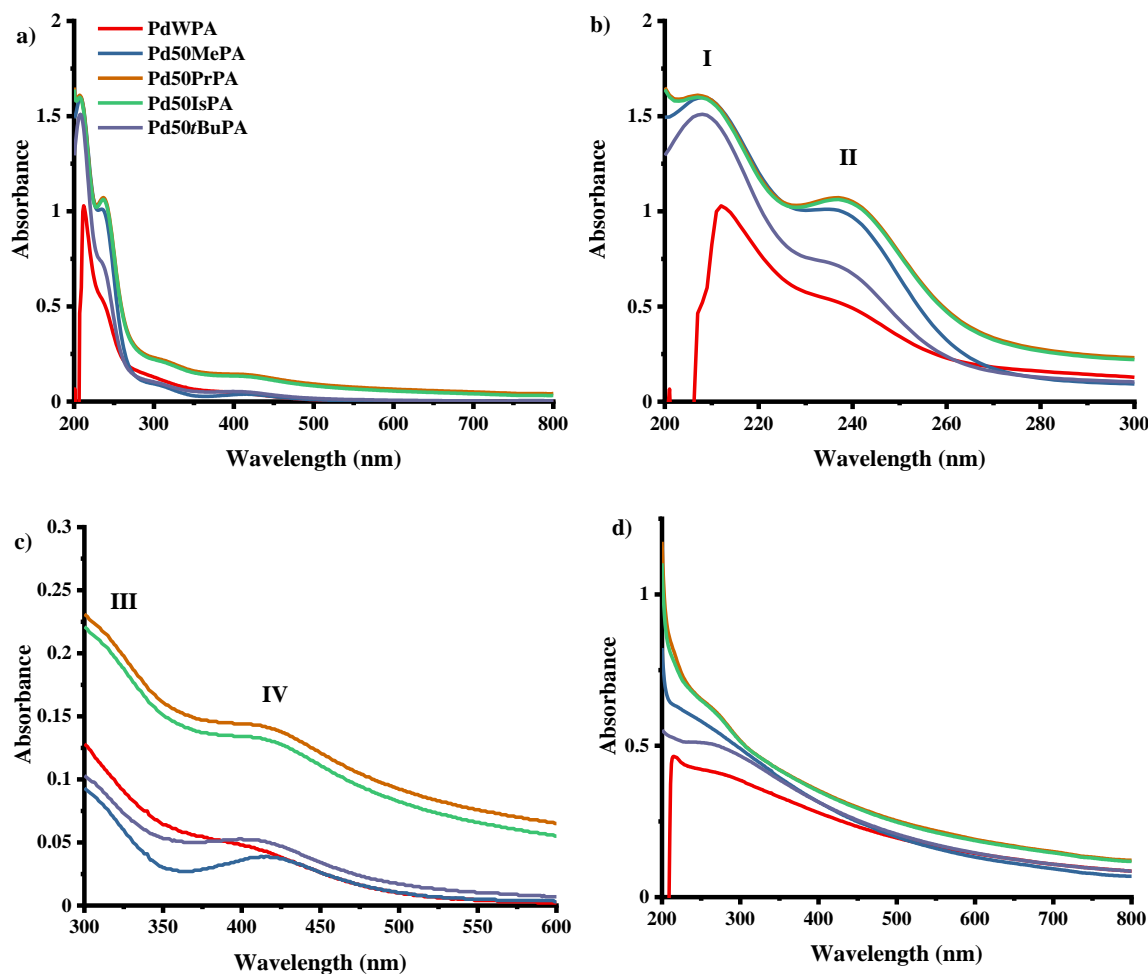 a)
PdWPA
Pd50MePA
Pd50PrPA
Pd50IsPA
Pd50tBuPA
2
1.5
1
0.5
0
Absorbance
200 300 400 500 600 700 800
Wavelength (nm)
b)
I
II
2
1.5
1
0.5
0
Absorbance
200 220 240 260 280 300
Wavelength (nm)
c)
III
IV
0.3
0.25
0.2
0.15
0.1
0.05
0
Absorbance
300 350 400 450 500 550 600
Wavelength (nm)
d)
1
0.5
0
Absorbance
200 300 400 500 600 700 800
Wavelength (nm)